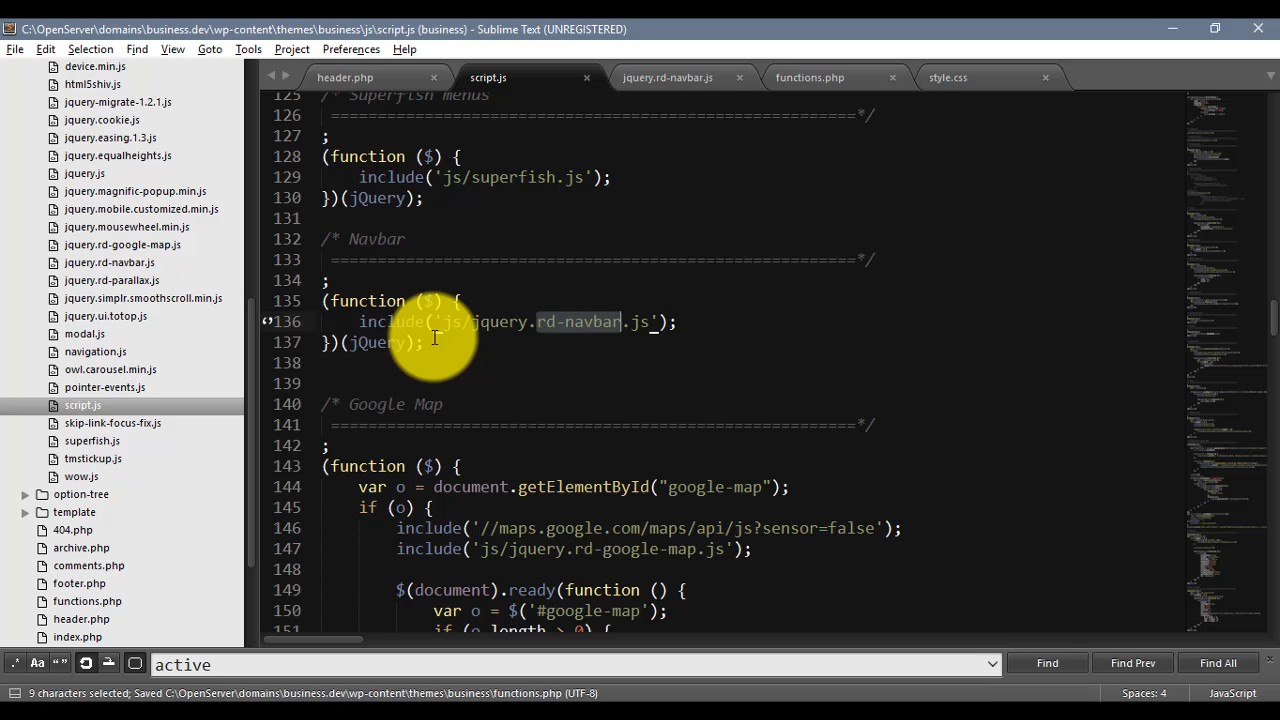 C:\OpenServer\domains\business.dev\wp-content\themes\business\js\script.js (business) - Sublime Text (UNREGISTERED)
File Edit Selection Find View Goto Tools Project Preferences Help
header.php script.js jquery.rd-navbar.js functions.php style.css
device.min.js
html5shiv.js
jquery-migrate-1.2.1.js
jquery.cookie.js
jquery.easing.1.3.js
jquery.equalheights.js
jquery.js
jquery.magnific-popup.min.js
jquery.mobile.customized.min.js
jquery.mousewheel.min.js
jquery.rd-google-map.js
jquery.rd-navbar.js
jquery.rd-parallax.js
jquery.simplr.smoothscroll.min.js
jquery.ui.totop.js
modal.js
navigation.js
owl.carousel.min.js
pointer-events.js
script.js
skip-link-focus-fix.js
superfish.js
tmstickup.js
wow.js
option-tree
template
404.php
archive.php
comments.php
footer.php
functions.php
header.php
index.php
125 /* Superfish menus
126 ========================================================*/
127 ;
128 (function ($) {
129 include('js/superfish.js');
130 })(jQuery);
131
132 /* Navbar
133 ========================================================*/
134 ;
135 (function ($) {
136 include('js/jquery.rd-navbar.js');
137 })(jQuery);
138
139
140 /* Google Map
141 ========================================================*/
142 ;
143 (function ($) {
144 var o = document.getElementById("google-map");
145 if (o) {
146 include('//maps.google.com/maps/api/js?sensor=false');
147 include('js/jquery.rd-google-map.js');
148
149 $(document).ready(function () {
150 var o = $('#google-map');
151 if (o.length > 0) {
.* Aa “” active Find Find Prev Find All
9 characters selected; Saved C:\OpenServer\domains\business.dev\wp-content\themes\business\functions.php (UTF-8) Spaces: 4 JavaScript